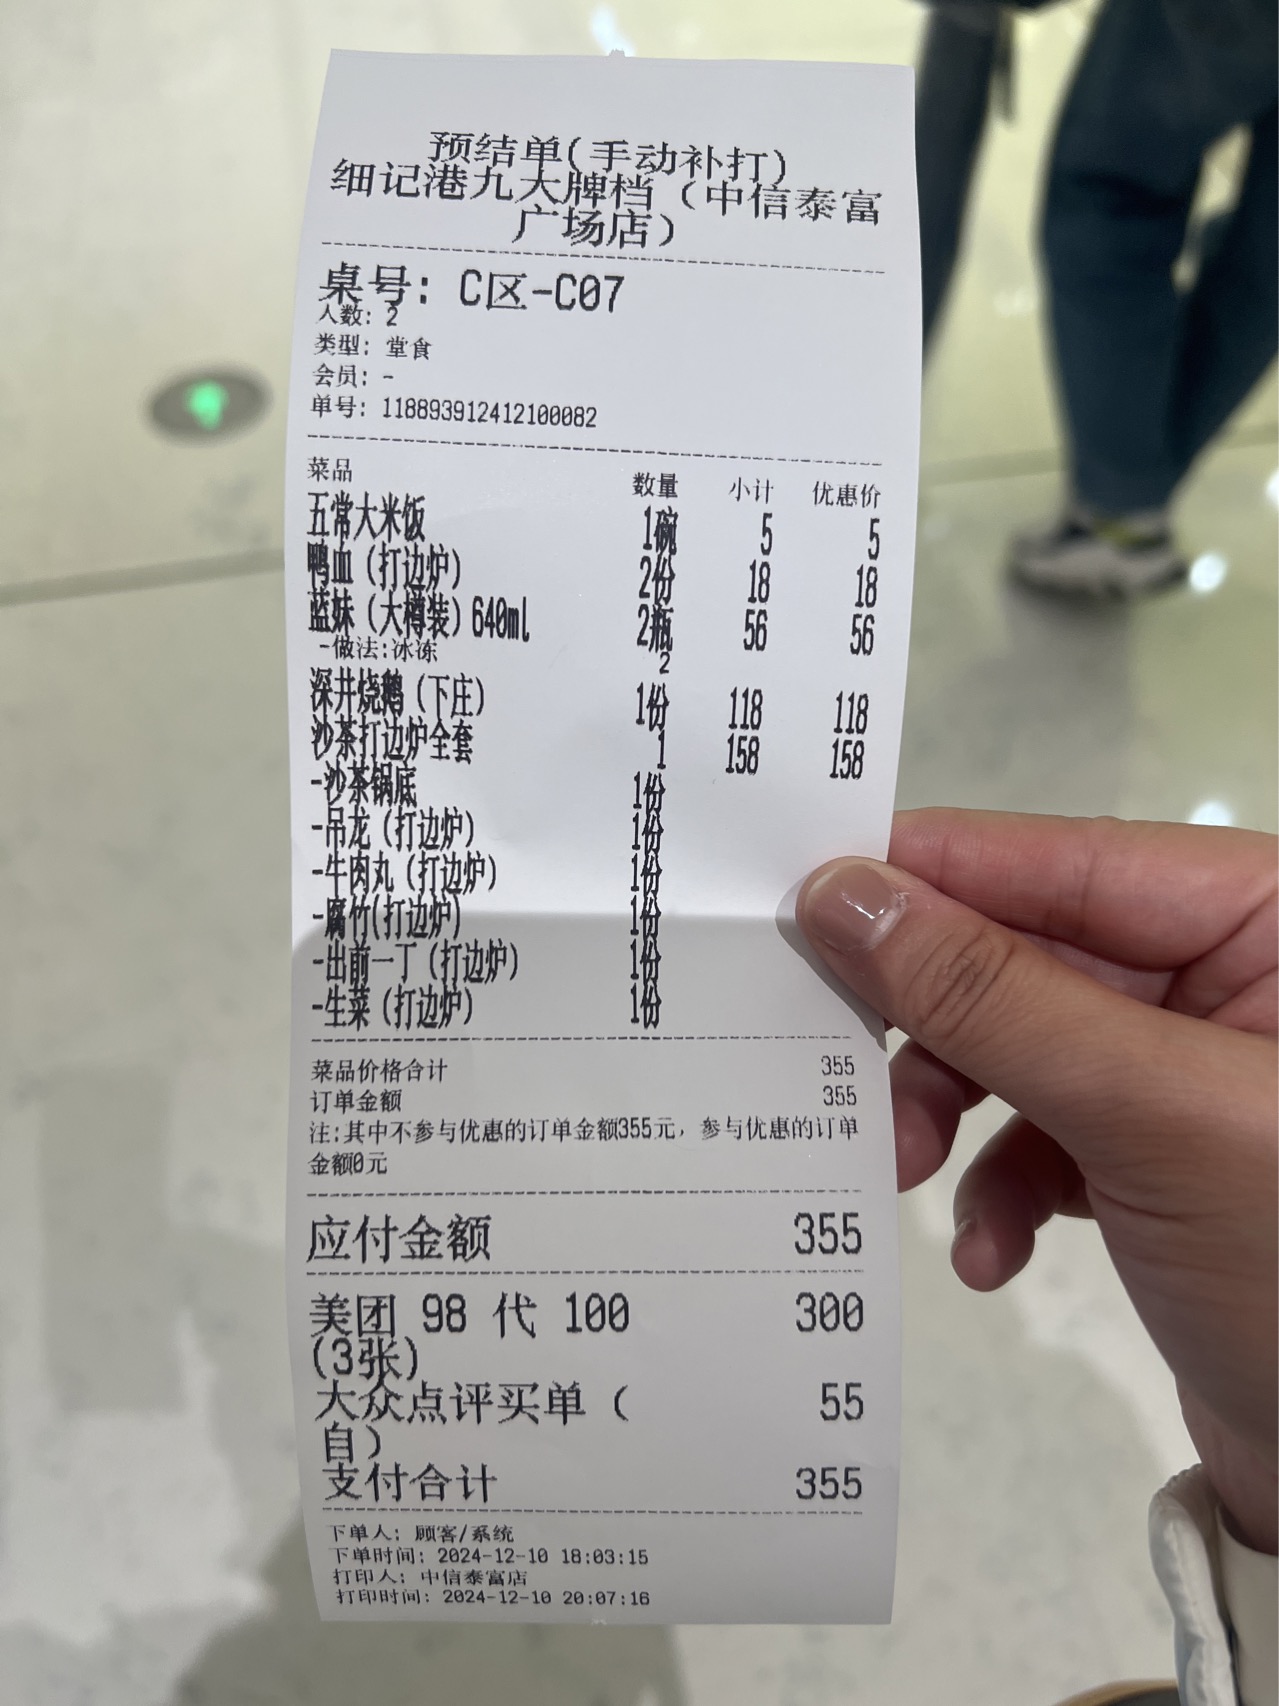 预结单(手动补打)
细记港九大牌档（中信泰富
广场店）
桌号: C区-C07
人数: 2
类型: 堂食
会员: -
单号: 118893912412100082
菜品 数量 小计 优惠价
五常大米饭 1碗 5 5
鸭血（打边炉） 2份 18 18
蓝妹（大樽装）640ml 2瓶 56 56
-做法:冰冻 2
深井烧鹅（下庄） 1份 118 118
沙茶打边炉全套 1 158 158
-沙茶锅底 1份
-吊龙（打边炉） 1份
-牛肉丸（打边炉） 1份
-腐竹(打边炉) 1份
-出前一丁（打边炉） 1份
-生菜（打边炉） 1份
菜品价格合计 355
订单金额 355
注:其中不参与优惠的订单金额355元，参与优惠的订单
金额0元
应付金额 355
美团 98 代 100 300
(3张)
大众点评买单（ 55
自）
支付合计 355
下单人: 顾客/系统
下单时间: 2024-12-10 18:03:15
打印人: 中信泰富店
打印时间: 2024-12-10 20:07:16